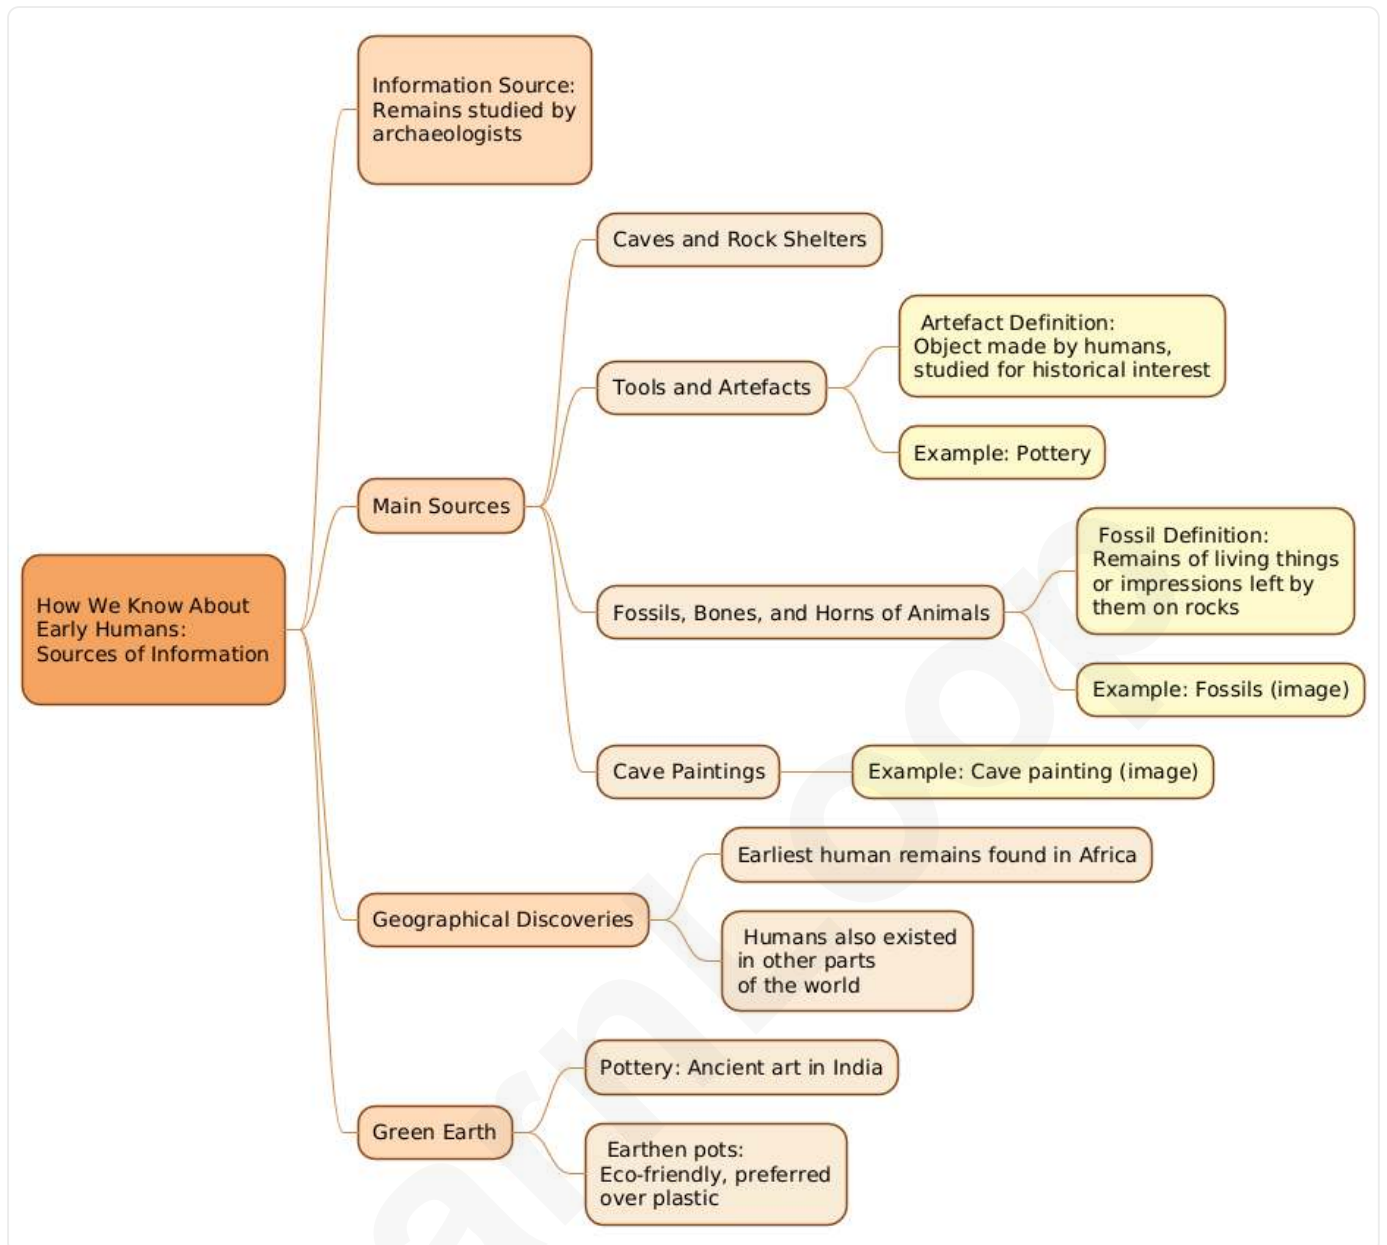 Information Source:
Remains studied by
archaeologists
Caves and Rock Shelters
Artefact Definition:
Object made by humans,
studied for historical interest
Tools and Artefacts
Example: Pottery
Main Sources
Fossil Definition:
Remains of living things
or impressions left by
them on rocks
How We Know About
Early Humans:
Sources of Information
Fossils, Bones, and Horns of Animals
Example: Fossils (image)
Cave Paintings
Example: Cave painting (image)
Earliest human remains found in Africa
Geographical Discoveries
Humans also existed
in other parts
of the world
Pottery: Ancient art in India
Green Earth
Earthen pots:
Eco-friendly, preferred
over plastic